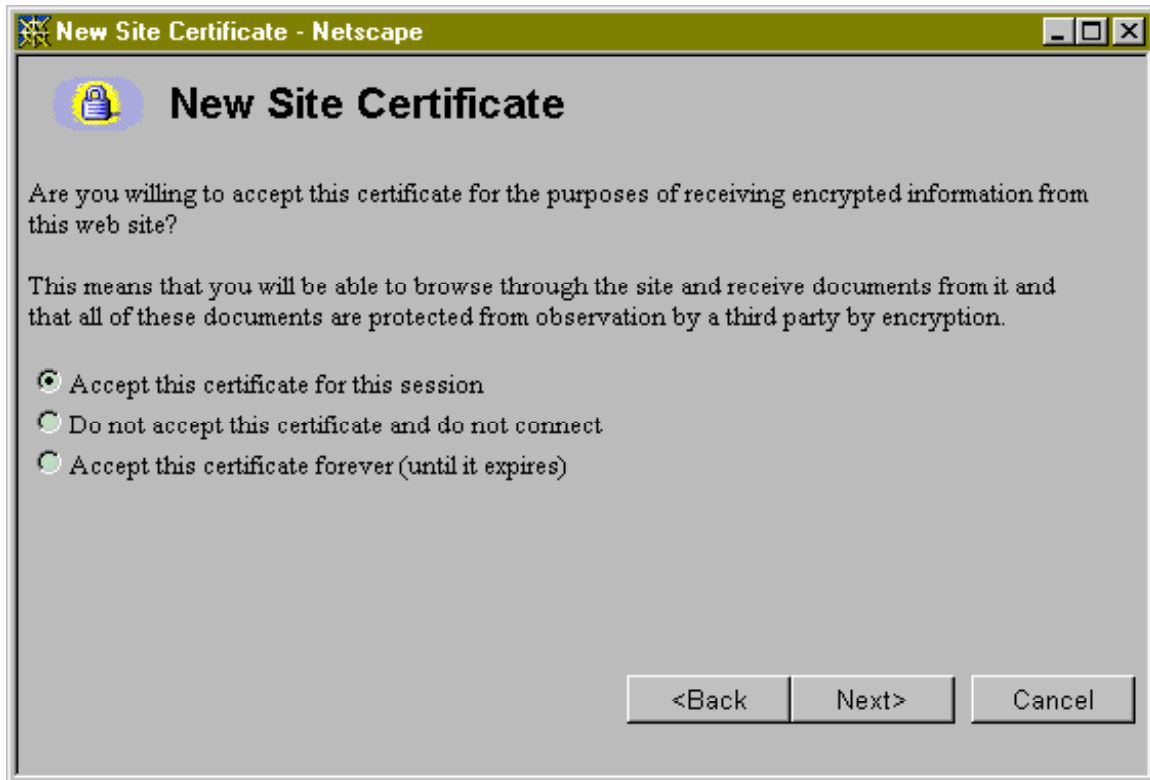 New Site Certificate - Netscape
New Site Certificate
Are you willing to accept this certificate for the purposes of receiving encrypted information from
this web site?
This means that you will be able to browse through the site and receive documents from it and
that all of these documents are protected from observation by a third party by encryption.
Accept this certificate for this session
Do not accept this certificate and do not connect
Accept this certificate forever (until it expires)
<Back Next> Cancel